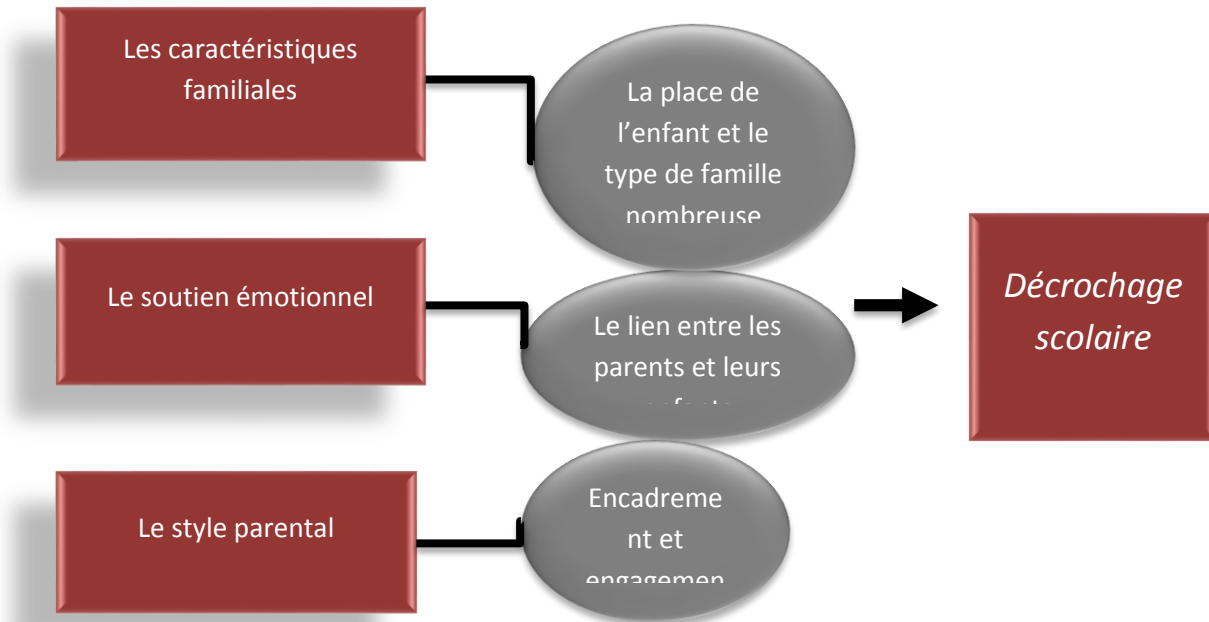 Les caractéristiques
familiales
La place de
l’enfant et le
type de famille
nombreuse
Le soutien émotionnel
Le lien entre les
parents et leurs
enfants
Décrochage
scolaire
Le style parental
Encadreme
nt et
engagemen